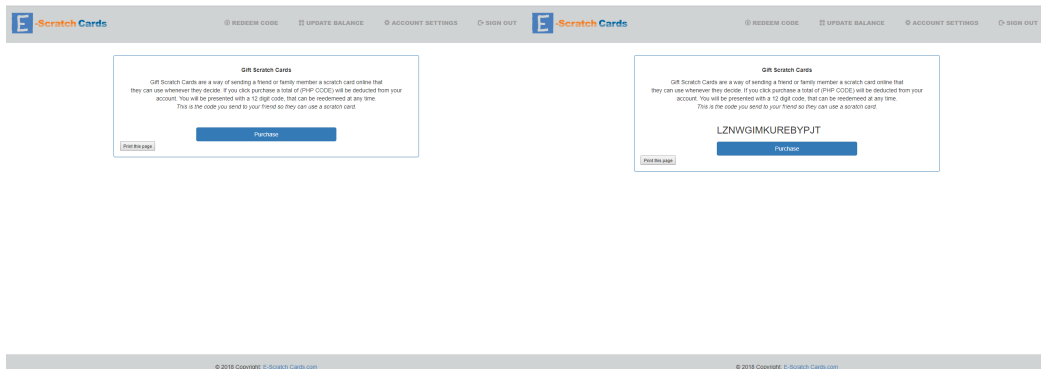 E -Scratch Cards
REDEEM CODE
UPDATE BALANCE
ACCOUNT SETTINGS
SIGN OUT
Gift Scratch Cards
Gift Scratch Cards are a way of sending a friend or family member a scratch card online that
they can use whenever they decide. If you click purchase a total of (PHP CODE) will be deducted from your
account. You will be presented with a 12 digit code, that can be reedemeed at any time.
This is the code you send to your friend so they can use a scratch card.
Purchase
Print this page
© 2018 Copyright: E-Scratch Cards.com
E -Scratch Cards
REDEEM CODE
UPDATE BALANCE
ACCOUNT SETTINGS
SIGN OUT
Gift Scratch Cards
Gift Scratch Cards are a way of sending a friend or family member a scratch card online that
they can use whenever they decide. If you click purchase a total of (PHP CODE) will be deducted from your
account. You will be presented with a 12 digit code, that can be reedemeed at any time.
This is the code you send to your friend so they can use a scratch card.
LZNWGIMKUREBYPJT
Purchase
Print this page
© 2018 Copyright: E-Scratch Cards.com